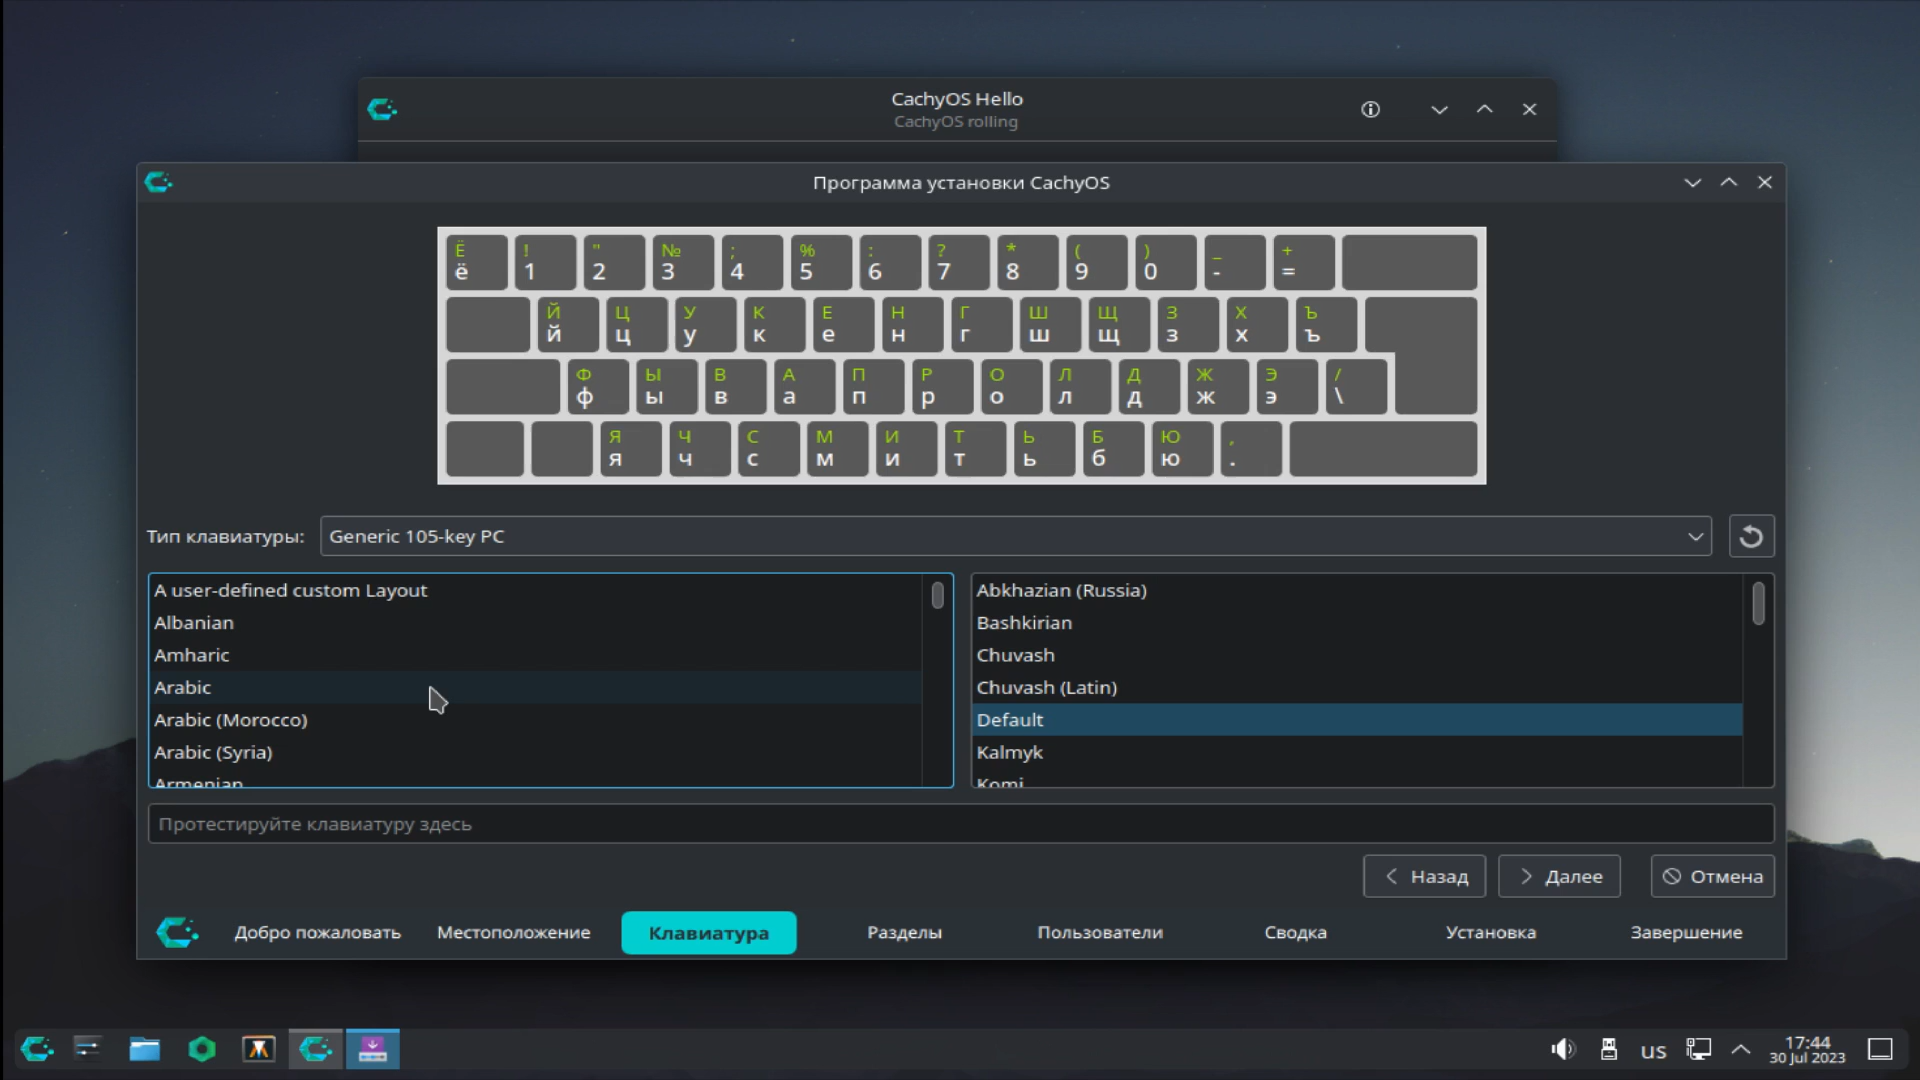 CachyOS Hello
CachyOS rolling
Программа установки CachyOS
Ё ! " № ; % : ? * ( ) _ +
ё 1 2 3 4 5 6 7 8 9 0 - =
Й Ц У К Е Н Г Ш Щ З Х Ъ
й ц у к е н г ш щ з х ъ
Ф Ы В А П Р О Л Д Ж Э /
ф ы в а п р о л д ж э \
Я Ч С М И Т Ь Б Ю ,
я ч с м и т ь б ю .
Тип клавиатуры: Generic 105-key PC
A user-defined custom Layout
Albanian
Amharic
Arabic
Arabic (Morocco)
Arabic (Syria)
Armenian
Abkhazian (Russia)
Bashkirian
Chuvash
Chuvash (Latin)
Default
Kalmyk
Komi
Протестируйте клавиатуру здесь
Назад Далее Отмена
Добро пожаловать Местоположение Клавиатура Разделы Пользователи Сводка Установка Завершение
us 17:44
30 Jul 2023